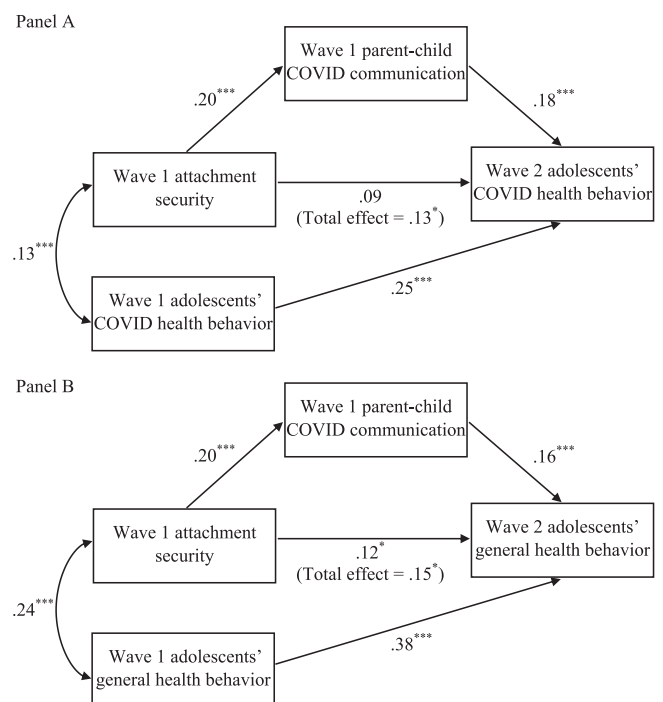 Panel A
Wave 1 parent-child
COVID communication
.20***
.18***
Wave 1 attachment
security
Wave 2 adolescents’
COVID health behavior
.09
(Total effect = .13*)
.13***
.25***
Wave 1 adolescents’
COVID health behavior
Panel B
Wave 1 parent-child
COVID communication
.20***
.16***
Wave 1 attachment
security
Wave 2 adolescents’
general health behavior
.12*
(Total effect = .15*)
.24***
.38***
Wave 1 adolescents’
general health behavior